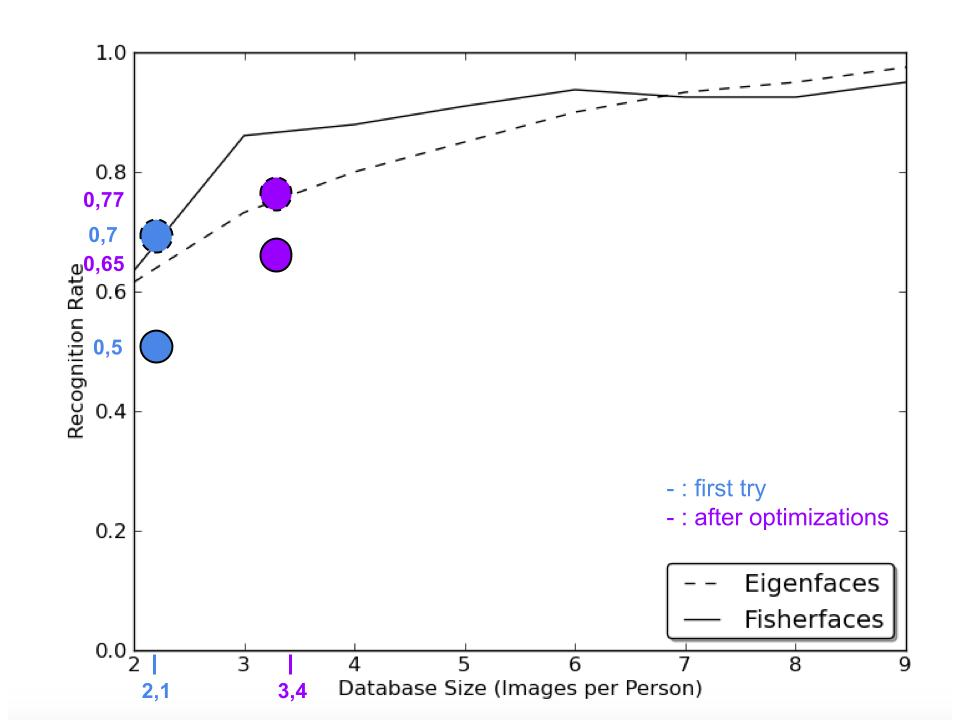 1.0
0.8
0,77
0,7
0,65
0.6
0,5
0.4
0.2
0.0
Recognition Rate
- : first try
- : after optimizations
Eigenfaces
Fisherfaces
2 3 4 5 6 7 8 9
2,1 3,4 Database Size (Images per Person)